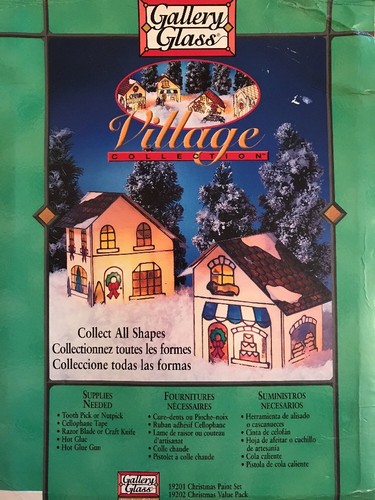 Gallery
Glass®
Village
COLLECTION
Collect All Shapes
Collectionnez toutes les formes
Colleccione todas las formas
SUPPLIES
NEEDED
• Tooth Pick or Nutpick
• Cellophane Tape
• Razor Blade or Craft Knife
• Hot Glue
• Hot Glue Gun
FOURNITURES
NÉCESSAIRES
• Cure-dents ou Pioche-noix
• Ruban adhésif Cellophane
• Lame de rasoir ou couteau
d'artisanat
• Colle chaude
• Pistolet à colle chaude
SUMINISTROS
NECESARIOS
• Herramienta de alisado
o cascanueces
• Cinta de celofán
• Hoja de afeitar o cuchillo
de artesanía
• Cola caliente
• Pistola de cola caliente
Gallery
Glass
19201 Christmas Paint Set
19202 Christmas Value Pack